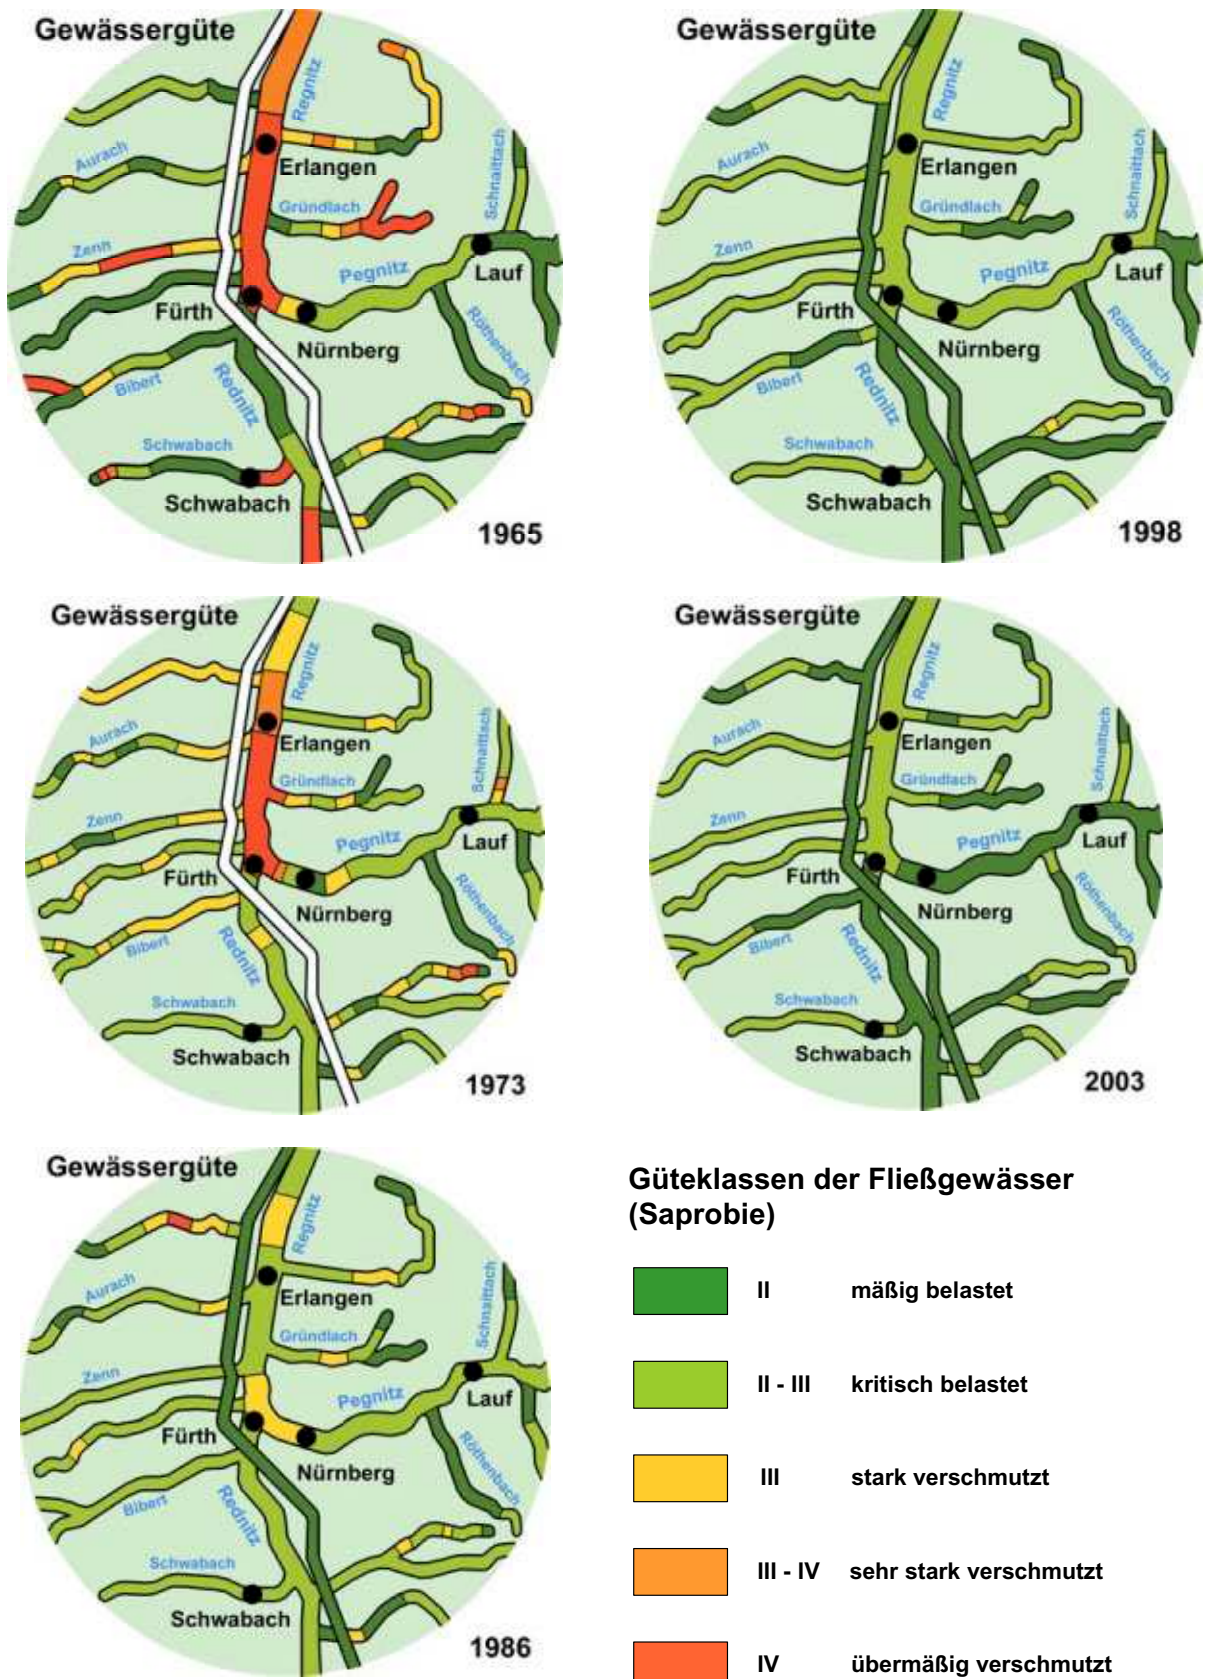 Gewässergüte
Regnitz
Aurach
Erlangen
Schnaittach
Gründlach
Zenn
Pegnitz
Lauf
Fürth
Nürnberg
Röthenbach
Bibert
Rednitz
Schwabach
Schwabach
1965
Gewässergüte
Regnitz
Aurach
Erlangen
Schnaittach
Gründlach
Zenn
Pegnitz
Lauf
Fürth
Nürnberg
Röthenbach
Bibert
Rednitz
Schwabach
Schwabach
1998
Gewässergüte
Regnitz
Aurach
Erlangen
Schnaittach
Gründlach
Zenn
Pegnitz
Lauf
Fürth
Nürnberg
Röthenbach
Bibert
Rednitz
Schwabach
Schwabach
1973
Gewässergüte
Regnitz
Aurach
Erlangen
Schnaittach
Gründlach
Zenn
Pegnitz
Lauf
Fürth
Nürnberg
Röthenbach
Bibert
Rednitz
Schwabach
Schwabach
2003
Gewässergüte
Regnitz
Aurach
Erlangen
Schnaittach
Gründlach
Zenn
Pegnitz
Lauf
Fürth
Nürnberg
Röthenbach
Bibert
Rednitz
Schwabach
Schwabach
1986
Güteklassen der Fließgewässer
(Saprobie)
II mäßig belastet
II - III kritisch belastet
III stark verschmutzt
III - IV sehr stark verschmutzt
IV übermäßig verschmutzt